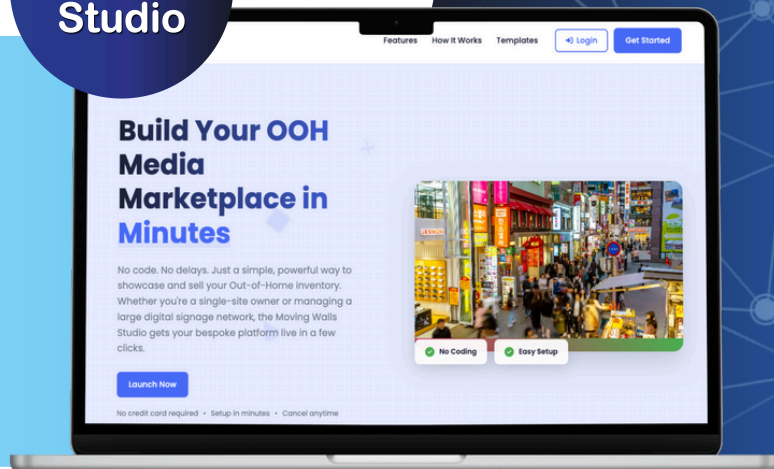 Studio
Features How It Works Templates Login Get Started
Build Your OOH
Media
Marketplace in
Minutes
No code. No delays. Just a simple, powerful way to
showcase and sell your Out-of-Home inventory.
Whether you're a single-site owner or managing a
large digital signage network, the Moving Walls
Studio gets your bespoke platform live in a few
clicks.
No Coding Easy Setup
Launch Now
No credit card required • Setup in minutes • Cancel anytime